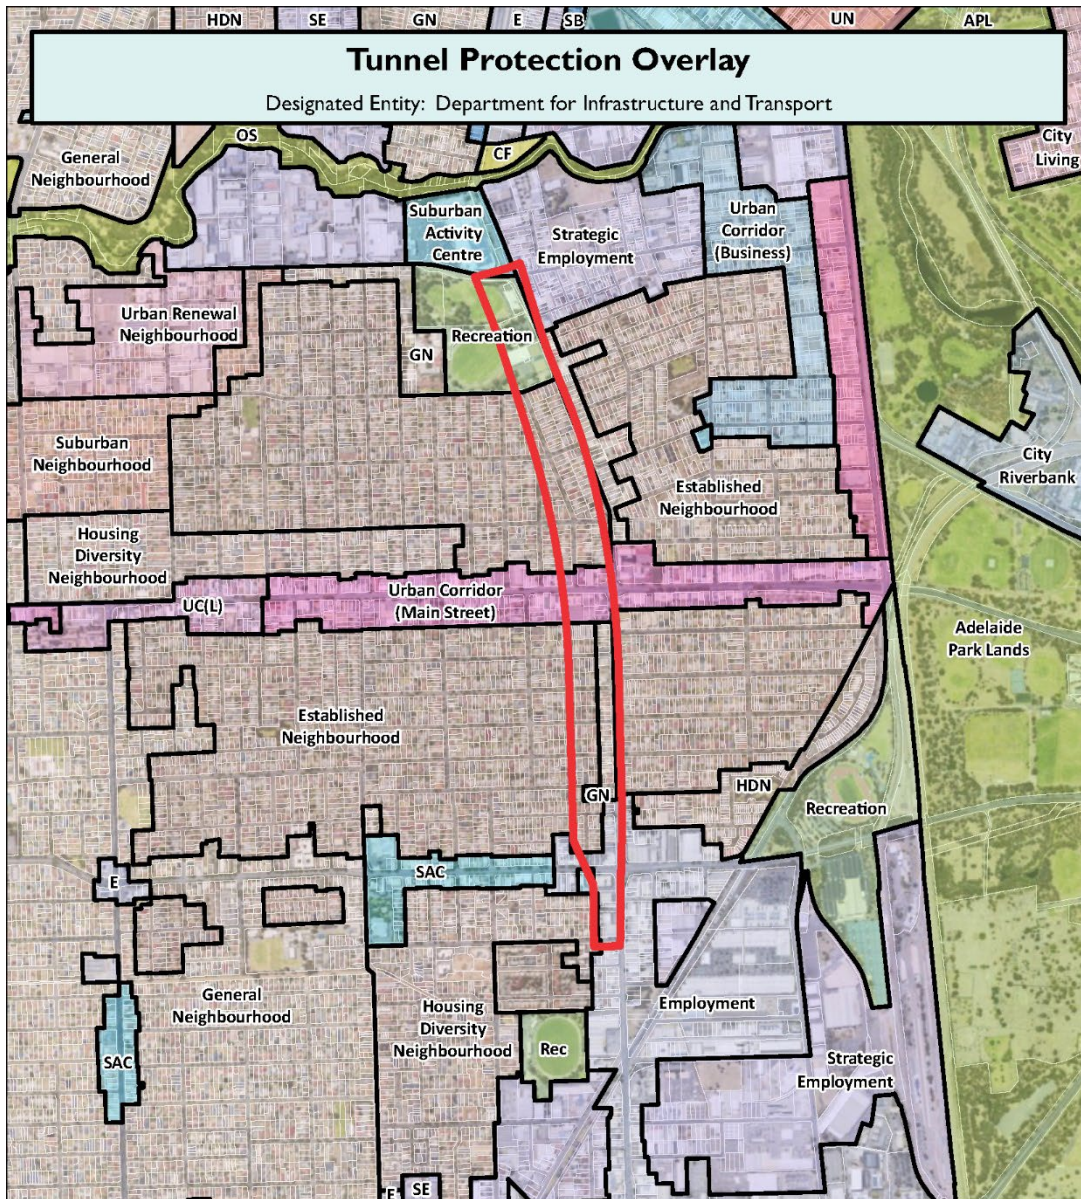 HDN
SE
GN
E
SB
UN
APL
Tunnel Protection Overlay
Designated Entity: Department for Infrastructure and Transport
OS
General
Neighbourhood
CF
City
Living
Suburban
Activity
Centre
Strategic
Employment
Urban
Corridor
(Business)
Urban Renewal
Neighbourhood
Recreation
GN
Suburban
Neighbourhood
City
Riverbank
Established
Neighbourhood
Housing
Diversity
Neighbourhood
UC(L)
Urban Corridor
(Main Street)
Adelaide
Park Lands
Established
Neighbourhood
GN
HDN
Recreation
E
SAC
General
Neighbourhood
Housing
Diversity
Neighbourhood
Employment
Rec
SAC
Strategic
Employment
E
SE